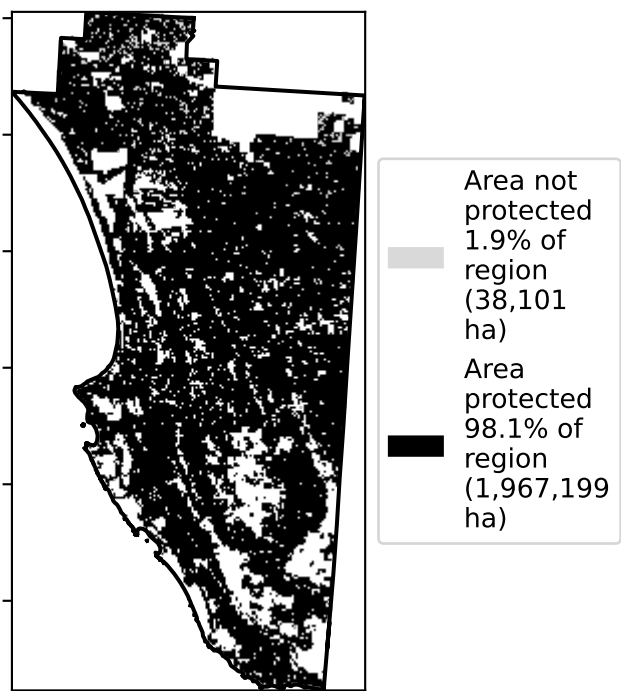 Area not
protected
1.9% of
region
(38,101
ha)
Area
protected
98.1% of
region
(1,967,199
ha)